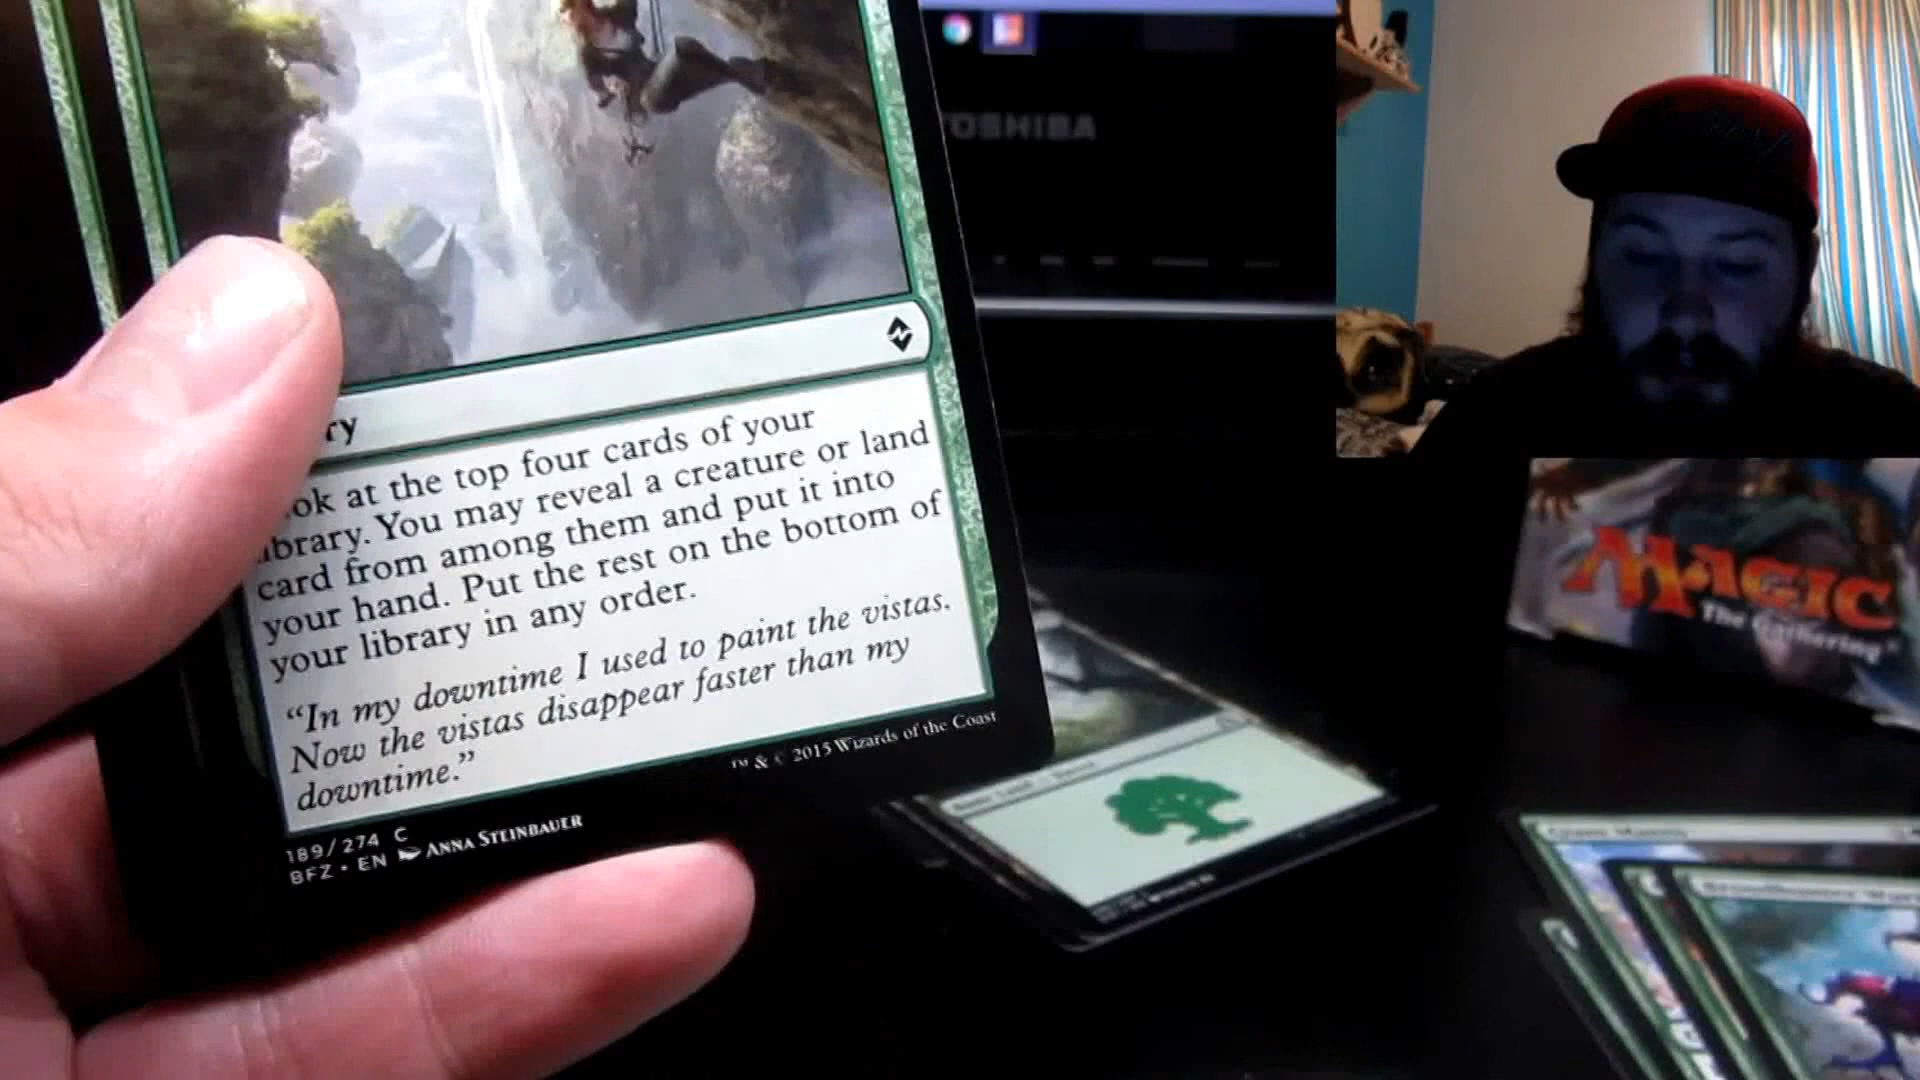 TOSHIBA
ry
ok at the top four cards of your
ibrary. You may reveal a creature or land
card from among them and put it into
your hand. Put the rest on the bottom of
your library in any order.
“In my downtime I used to paint the vistas.
Now the vistas disappear faster than my
downtime.”
™ & © 2015 Wizards of the Coast
189/274 C
BFZ • EN ANNA STEINBAUER
MAGIC
The Gathering